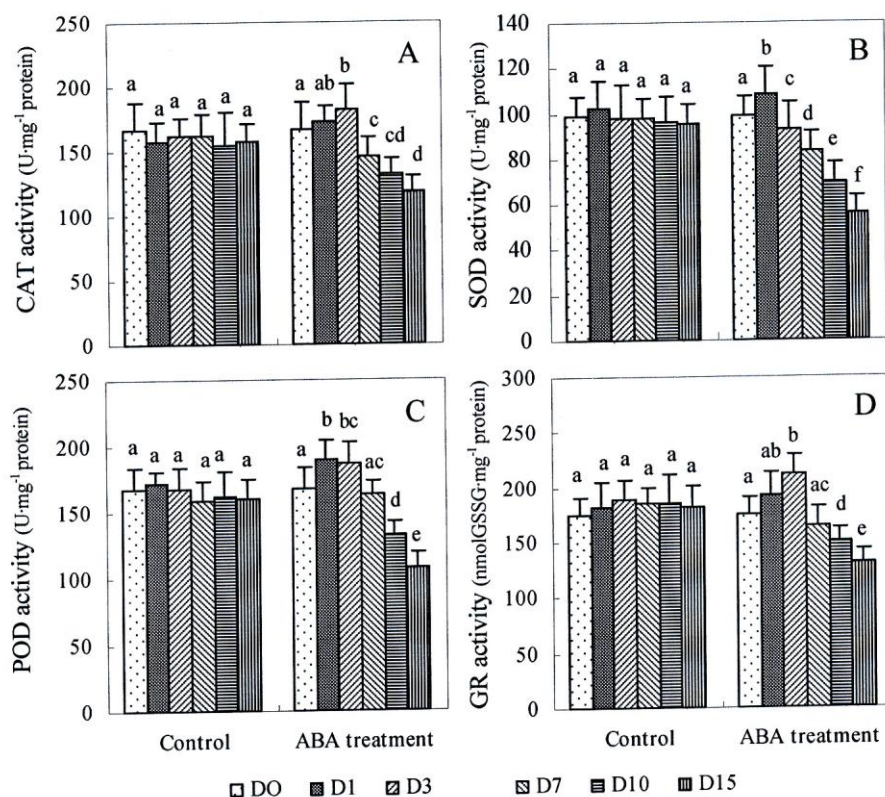 250
200
150
100
50
0
CAT activity (U·mg⁻¹ protein)
A
a a a a a a
a ab b c cd d
140
120
100
80
60
40
20
0
SOD activity (U·mg⁻¹ protein)
B
a a a a a a
a b c d e f
250
200
150
100
50
0
POD activity (U·mg⁻¹ protein)
C
a a a a a a
a b bc ac d e
Control ABA treatment
300
250
200
150
100
50
0
GR activity (nmolGSSG·mg⁻¹ protein)
D
a a a a a a
a ab b ac d e
Control ABA treatment
DO D1 D3 D7 D10 D15